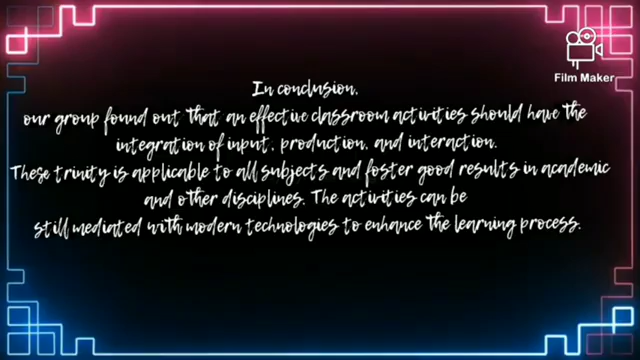 Film Maker
In conclusion,
our group found out that an effective classroom activities should have the
integration of input, production, and interaction.
These trinity is applicable to all subjects and foster good results in academic
and other disciplines. The activities can be
still mediated with modern technologies to enhance the learning process.